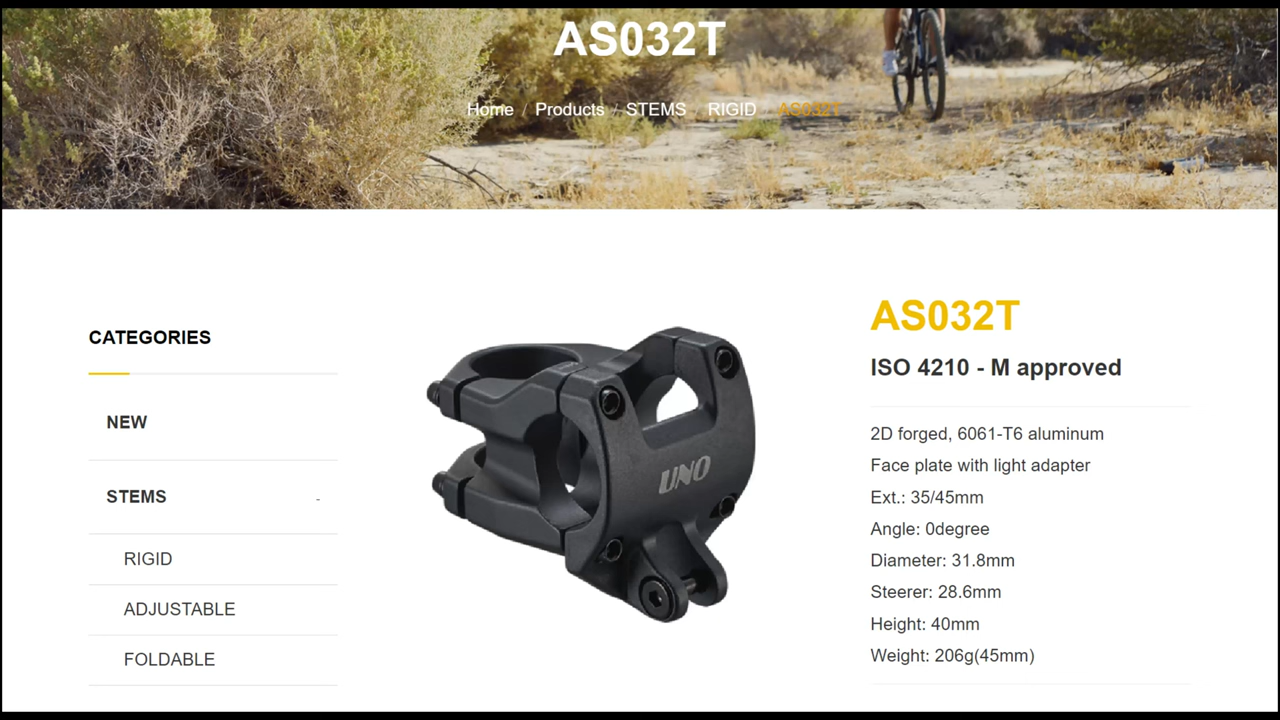 AS032T
Home / Products / STEMS RIGID AS032T
CATEGORIES
NEW
STEMS -
RIGID
ADJUSTABLE
FOLDABLE
UNO
AS032T
ISO 4210 - M approved
2D forged, 6061-T6 aluminum
Face plate with light adapter
Ext.: 35/45mm
Angle: 0degree
Diameter: 31.8mm
Steerer: 28.6mm
Height: 40mm
Weight: 206g(45mm)